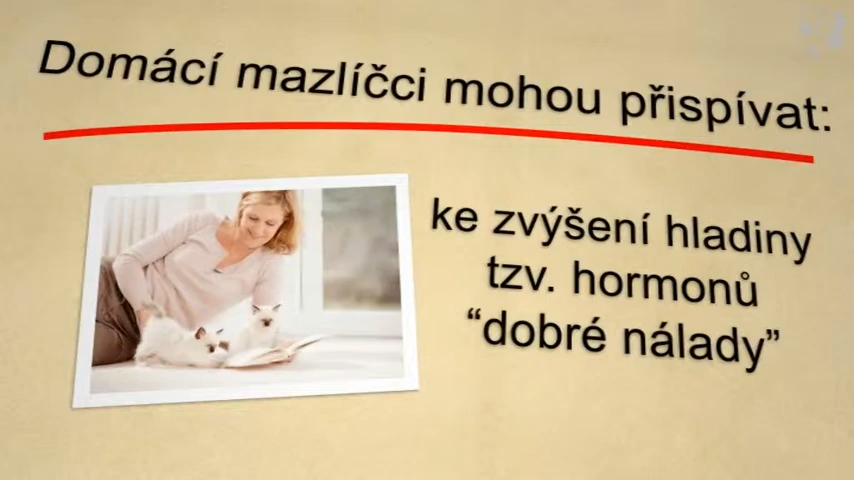 Domácí mazlíčci mohou přispívat:
ke zvýšení hladiny
tzv. hormonů
“dobré nálady”